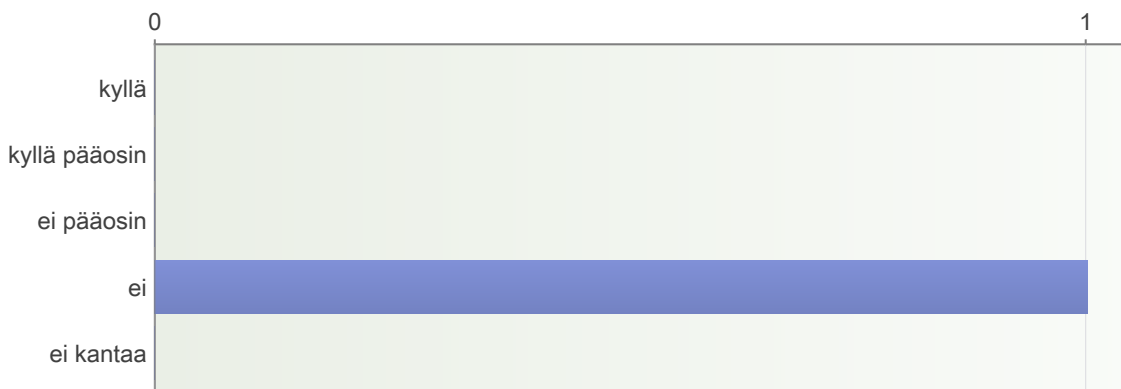 0 1
kyllä
kyllä pääosin
ei pääosin
ei
ei kantaa